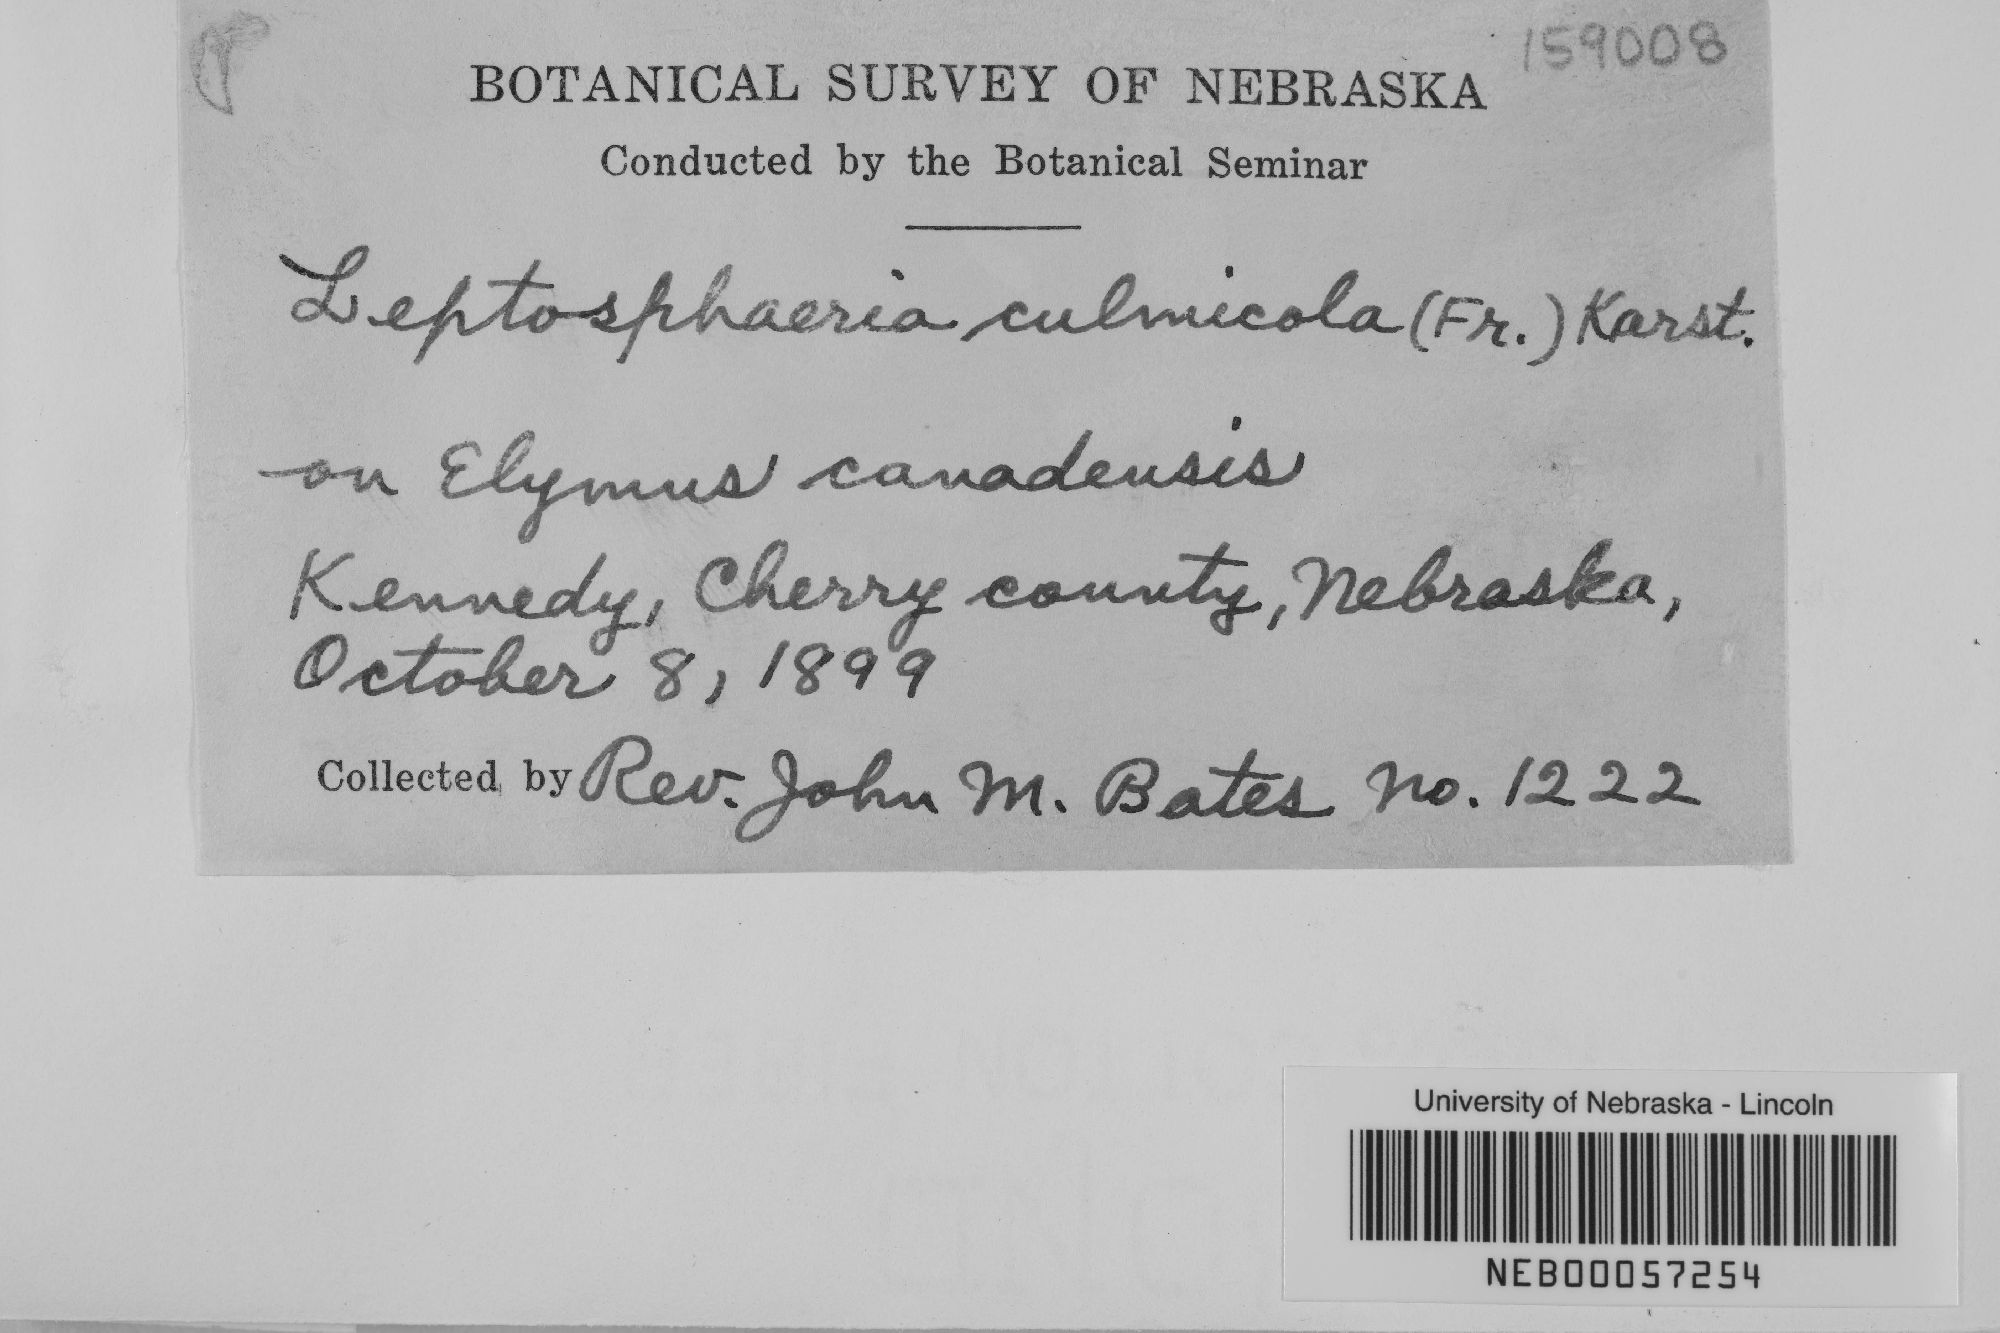 159008
BOTANICAL SURVEY OF NEBRASKA
Conducted by the Botanical Seminar
Leptosphaeria culmicola (Fr.) Karst.
on Elymus canadensis
Kennedy, Cherry county, Nebraska,
October 8, 1899
Collected by Rev. John M. Bates No. 1222
University of Nebraska - Lincoln
NEB00057254